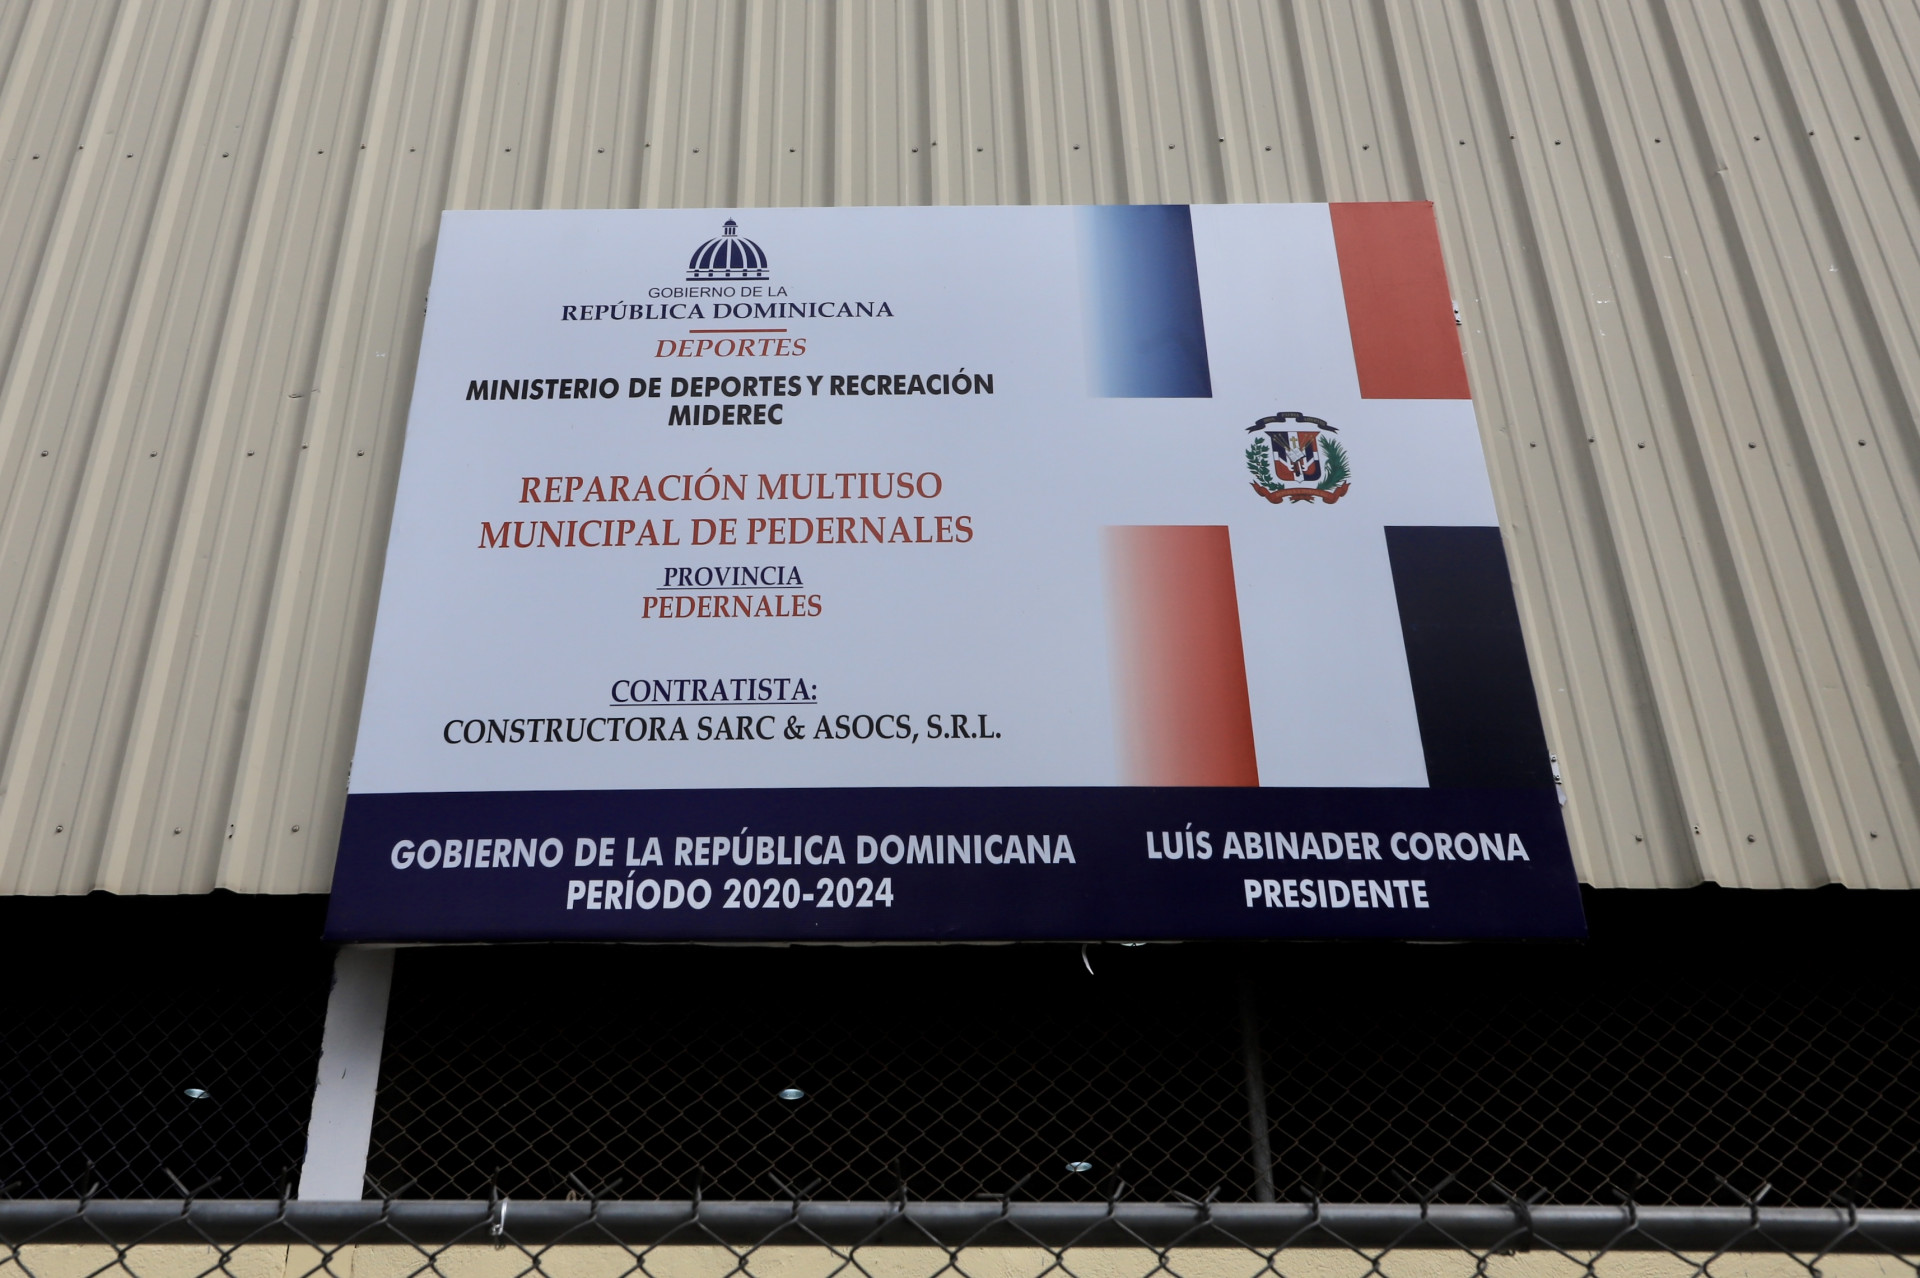 GOBIERNO DE LA
REPÚBLICA DOMINICANA
DEPORTES
MINISTERIO DE DEPORTES Y RECREACIÓN
MIDEREC
REPARACIÓN MULTIUSO
MUNICIPAL DE PEDERNALES
PROVINCIA
PEDERNALES
CONTRATISTA:
CONSTRUCTORA SARC & ASOCS, S.R.L.
GOBIERNO DE LA REPÚBLICA DOMINICANA
PERÍODO 2020-2024
LUÍS ABINADER CORONA
PRESIDENTE